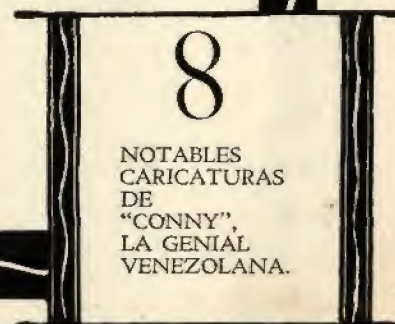 8
NOTABLES
CARICATURAS
DE
“CONNY”,
LA GENIAL
VENEZOLANA.